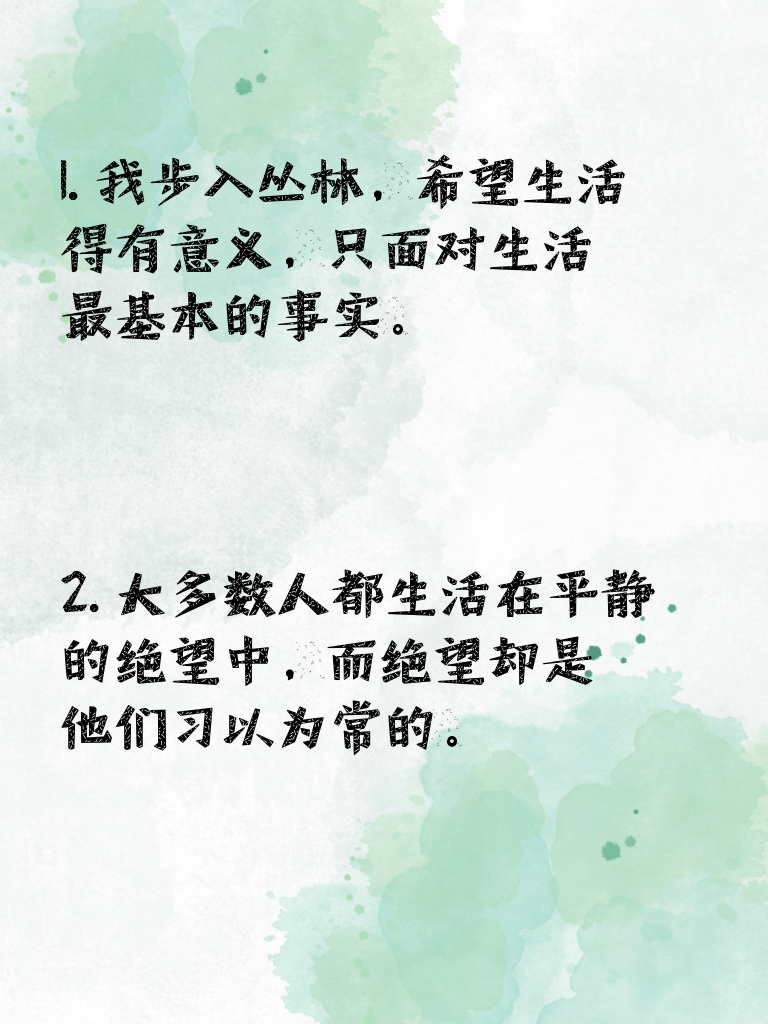 1. 我步入丛林，希望生活
得有意义，只面对生活
最基本的事实。
2. 大多数人都生活在平静
的绝望中，而绝望却是
他们习以为常的。